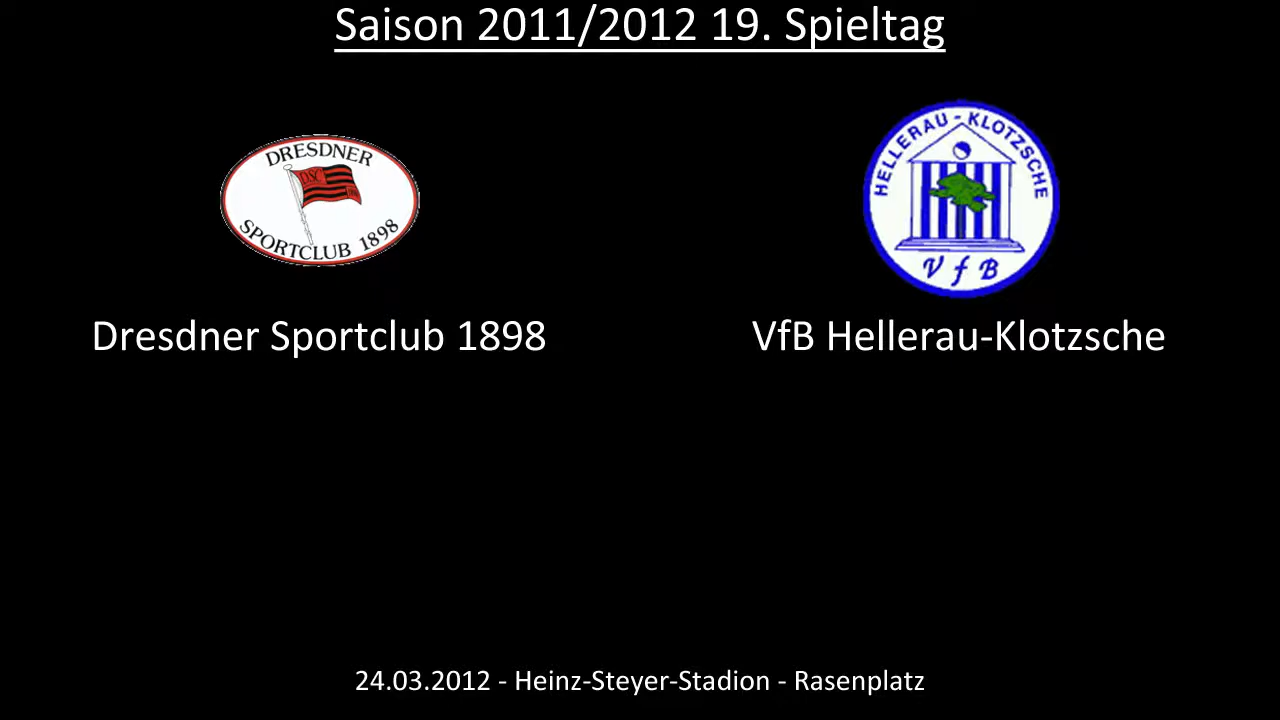 Saison 2011/2012 19. Spieltag
DRESDNER
DSC
SPORTCLUB 1898
HELLERAU - KLOTZSCHE
VfB
Dresdner Sportclub 1898
VfB Hellerau-Klotzsche
24.03.2012 - Heinz-Steyer-Stadion - Rasenplatz